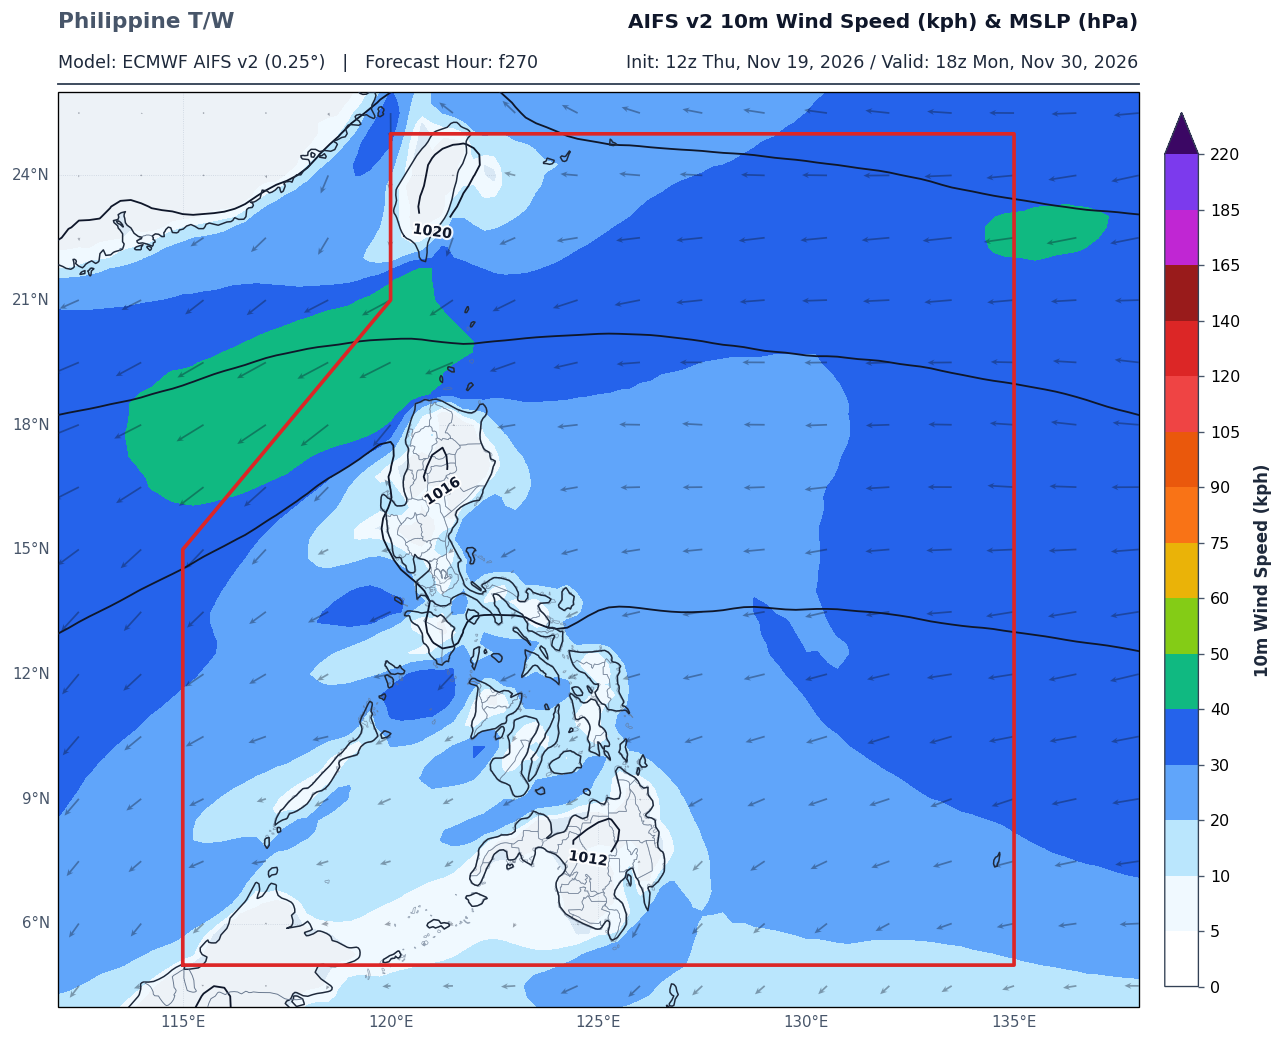 Philippine T/W
AIFS v2 10m Wind Speed (kph) & MSLP (hPa)
Model: ECMWF AIFS v2 (0.25°) | Forecast Hour: f270
Init: 12z Thu, Nov 19, 2026 / Valid: 18z Mon, Nov 30, 2026
24°N
21°N
18°N
15°N
12°N
9°N
6°N
1020
1016
1012
115°E
120°E
125°E
130°E
135°E
220
185
165
140
120
105
90
75
60
50
40
30
20
10
5
0
10m Wind Speed (kph)